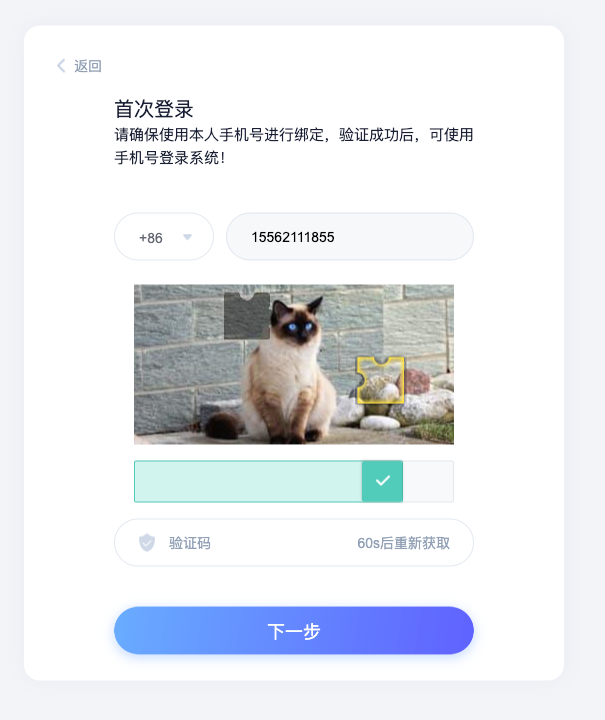 返回
首次登录
请确保使用本人手机号进行绑定，验证成功后，可使用
手机号登录系统！
+86
15562111855
验证码
60s后重新获取
下一步